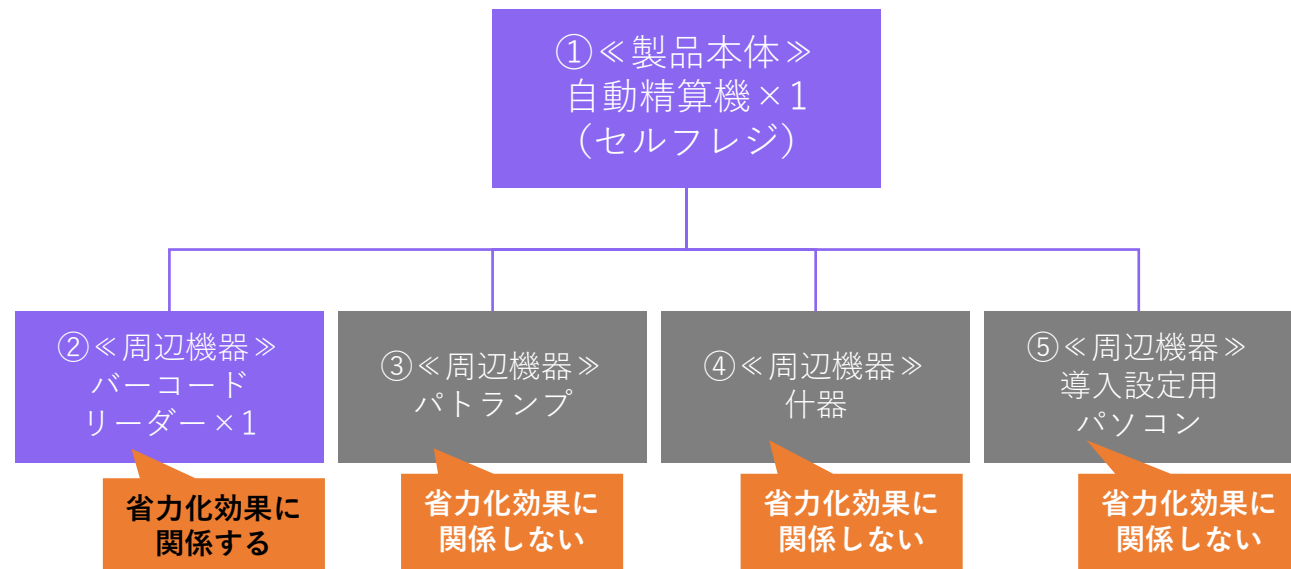 ①≪製品本体≫
自動精算機×1
(セルフレジ)
②≪周辺機器≫
バーコード
リーダー×1
③≪周辺機器≫
パトランプ
④≪周辺機器≫
什器
⑤≪周辺機器≫
導入設定用
パソコン
省力化効果に
関係する
省力化効果に
関係しない
省力化効果に
関係しない
省力化効果に
関係しない